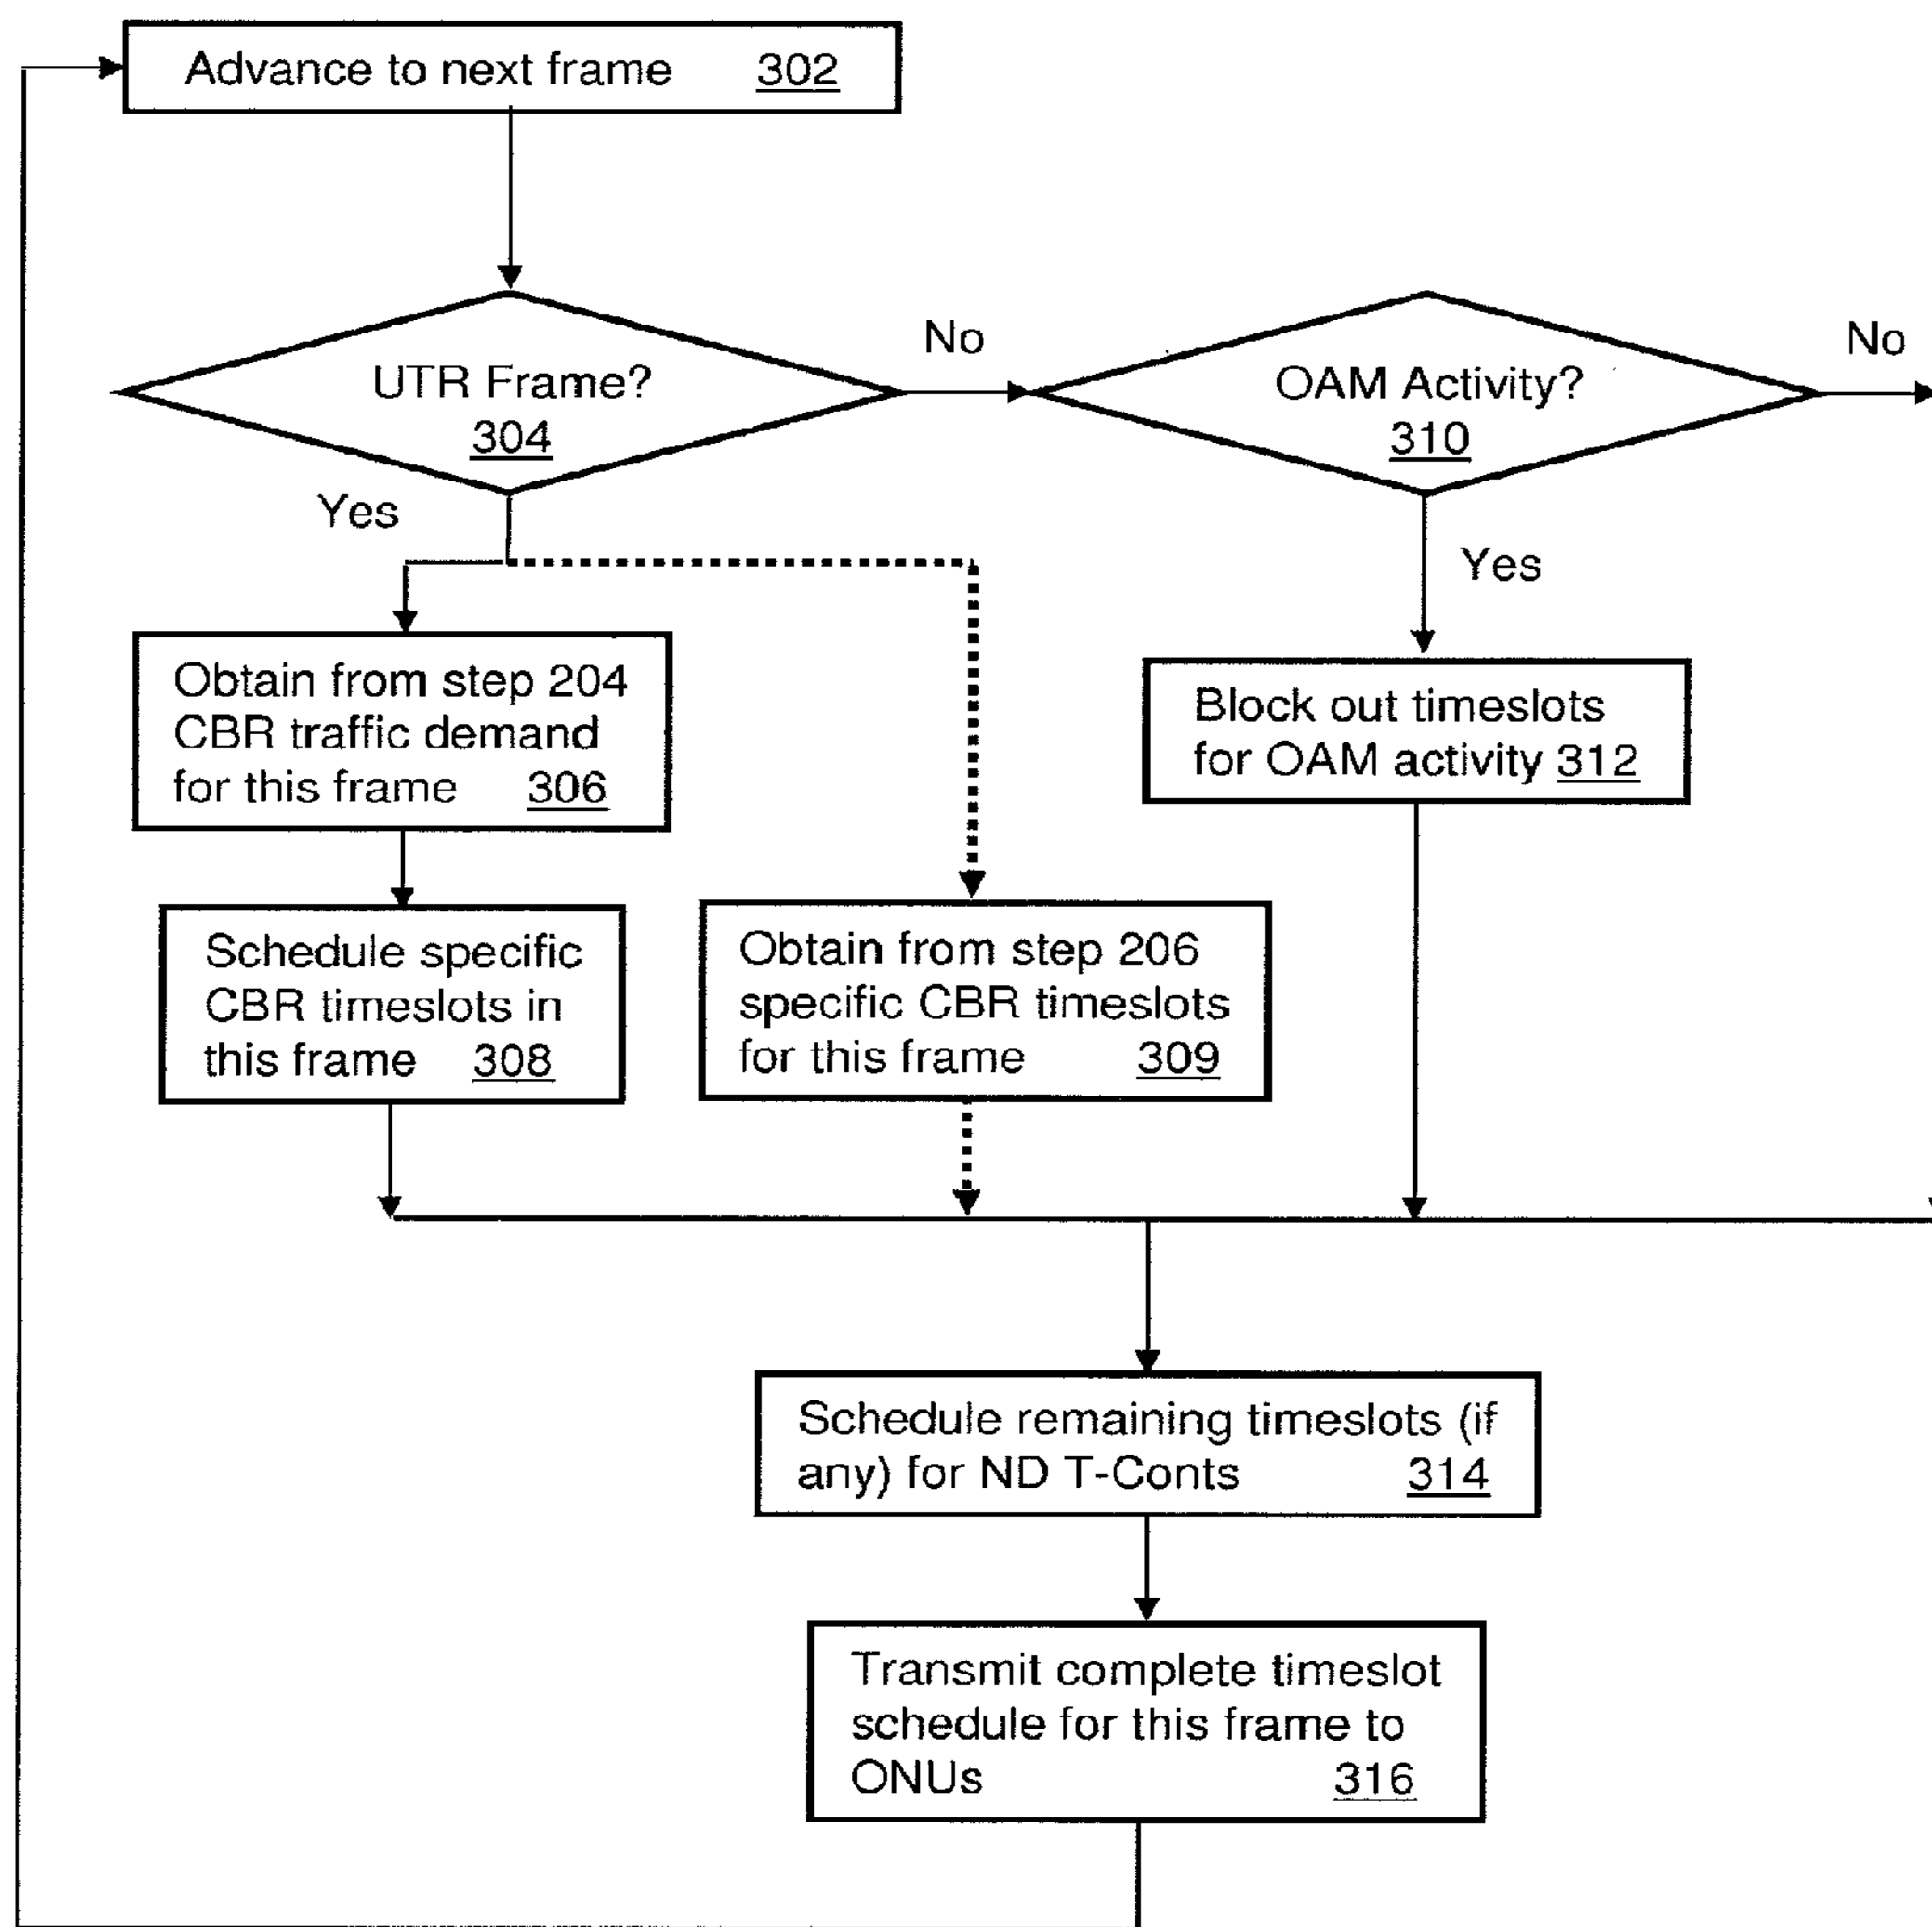 Advance to next frame 302
UTR Frame?
304
No
OAM Activity?
310
No
Yes
Yes
Obtain from step 204
CBR traffic demand
for this frame 306
Block out timeslots
for OAM activity 312
Schedule specific
CBR timeslots in
this frame 308
Obtain from step 206
specific CBR timeslots
for this frame 309
Schedule remaining timeslots (if
any) for ND T-Conts 314
Transmit complete timeslot
schedule for this frame to
ONUs 316